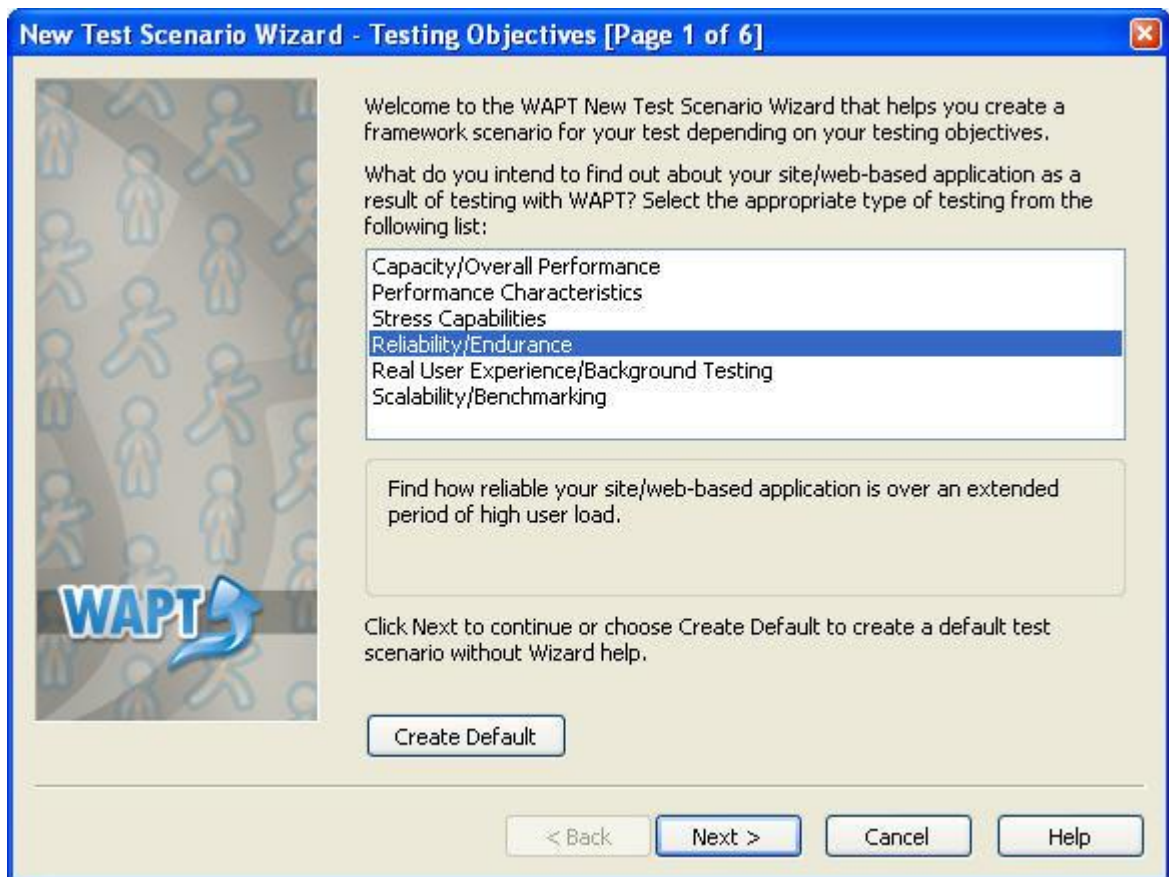 New Test Scenario Wizard - Testing Objectives [Page 1 of 6]
Welcome to the WAPT New Test Scenario Wizard that helps you create a
framework scenario for your test depending on your testing objectives.
What do you intend to find out about your site/web-based application as a
result of testing with WAPT? Select the appropriate type of testing from the
following list:
Capacity/Overall Performance
Performance Characteristics
Stress Capabilities
Reliability/Endurance
Real User Experience/Background Testing
Scalability/Benchmarking
Find how reliable your site/web-based application is over an extended
period of high user load.
WAPT
Click Next to continue or choose Create Default to create a default test
scenario without Wizard help.
Create Default
< Back
Next >
Cancel
Help